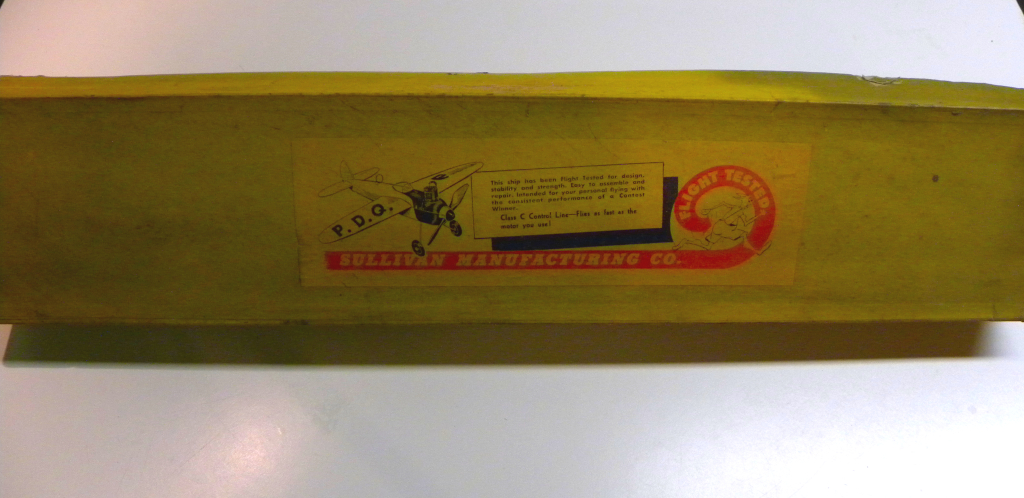 P.D.Q.
This ship has been Flight Tested for design,
stability and strength. Easy to assemble and
repair. Intended for your personal flying with
the consistent performance of a Contest
Winner.
Class C Control Line—Flies as fast as the
motor you use!
FLIGHT TESTED
SULLIVAN MANUFACTURING CO.